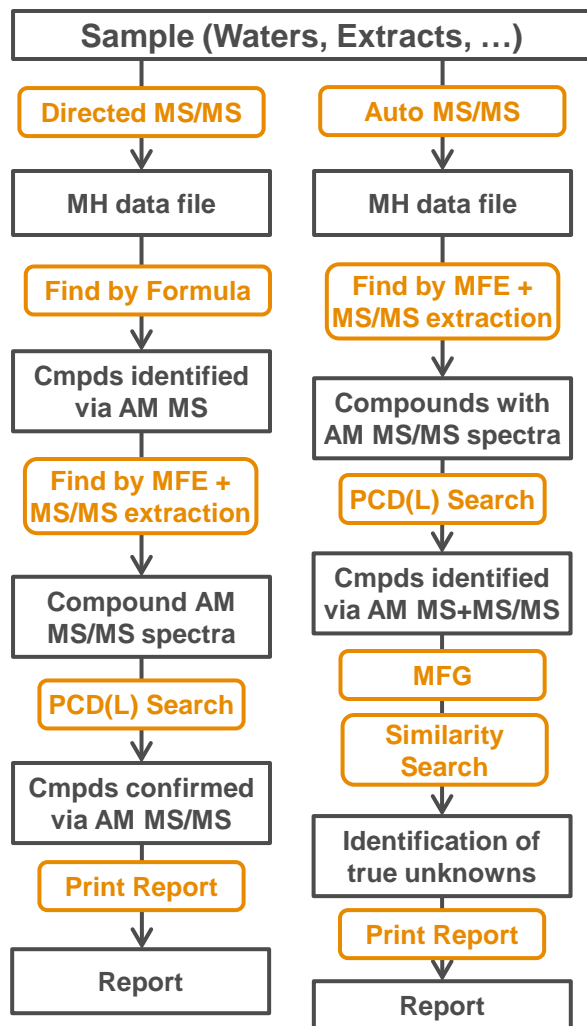 Sample (Waters, Extracts, …)
Directed MS/MS
MH data file
Find by Formula
Cmpds identified
via AM MS
Find by MFE +
MS/MS extraction
Compound AM
MS/MS spectra
PCD(L) Search
Cmpds confirmed
via AM MS/MS
Print Report
Report
Auto MS/MS
MH data file
Find by MFE +
MS/MS extraction
Compounds with
AM MS/MS spectra
PCD(L) Search
Cmpds identified
via AM MS+MS/MS
MFG
Similarity
Search
Identification of
true unknowns
Print Report
Report